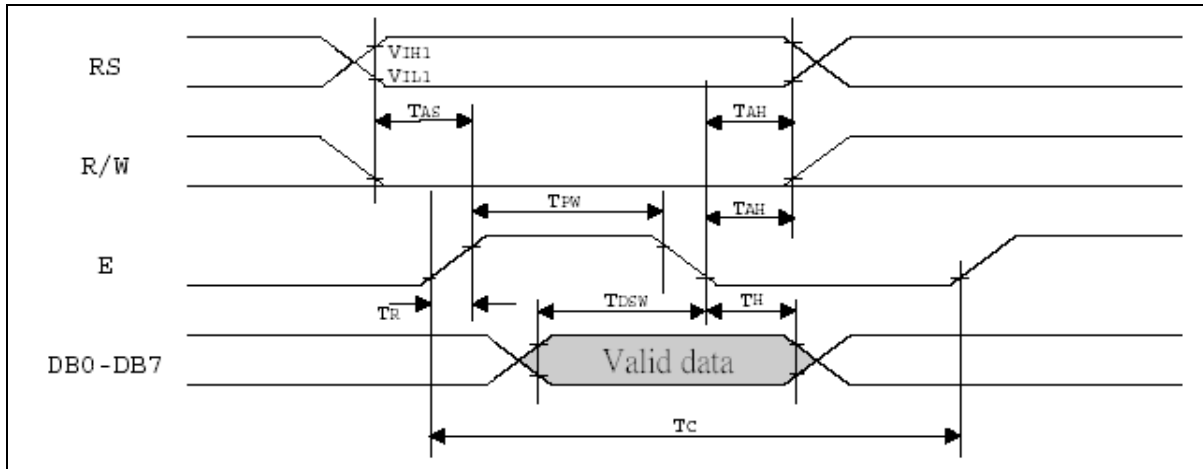 RS
VIH1
VIL1
TAS
TAH
R/W
TPW
TAH
E
TR
TDSW
TH
DB0-DB7
Valid data
TC